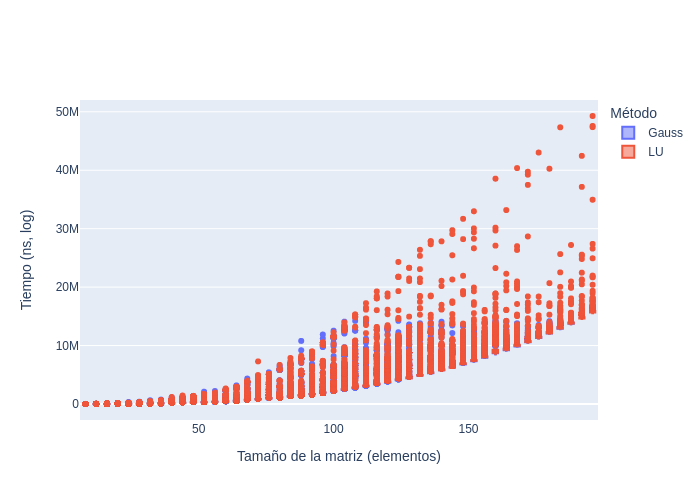 50M
40M
30M
20M
10M
0
50
100
150
Tamaño de la matriz (elementos)
Tiempo (ns, log)
Método
Gauss
LU